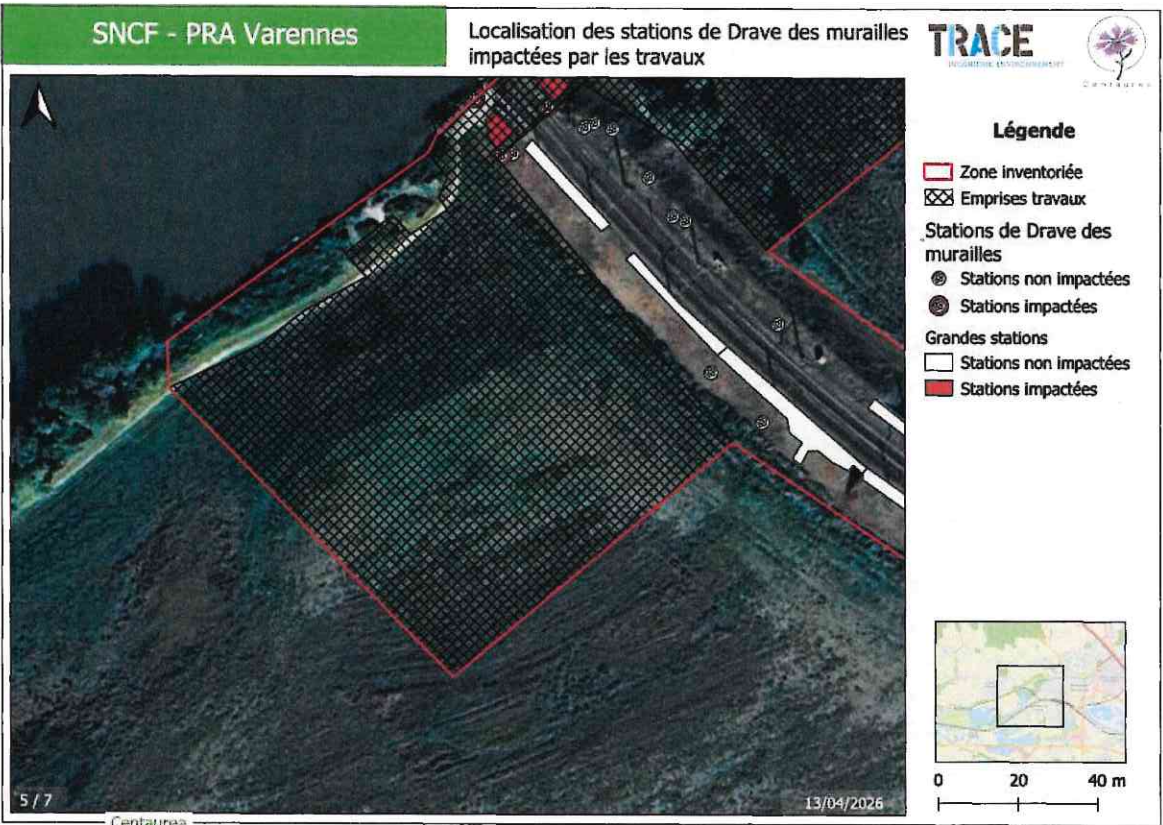 SNCF - PRA Varennes
Localisation des stations de Drave des murailles
impactées par les travaux
TRACE
INGÉNIERIE ENVIRONNEMENT
Centaurea
Légende
Zone inventoriée
Emprises travaux
Stations de Drave des
murailles
Stations non impactées
Stations impactées
Grandes stations
Stations non impactées
Stations impactées
0 20 40 m
5 / 7
13/04/2026
Centaurea